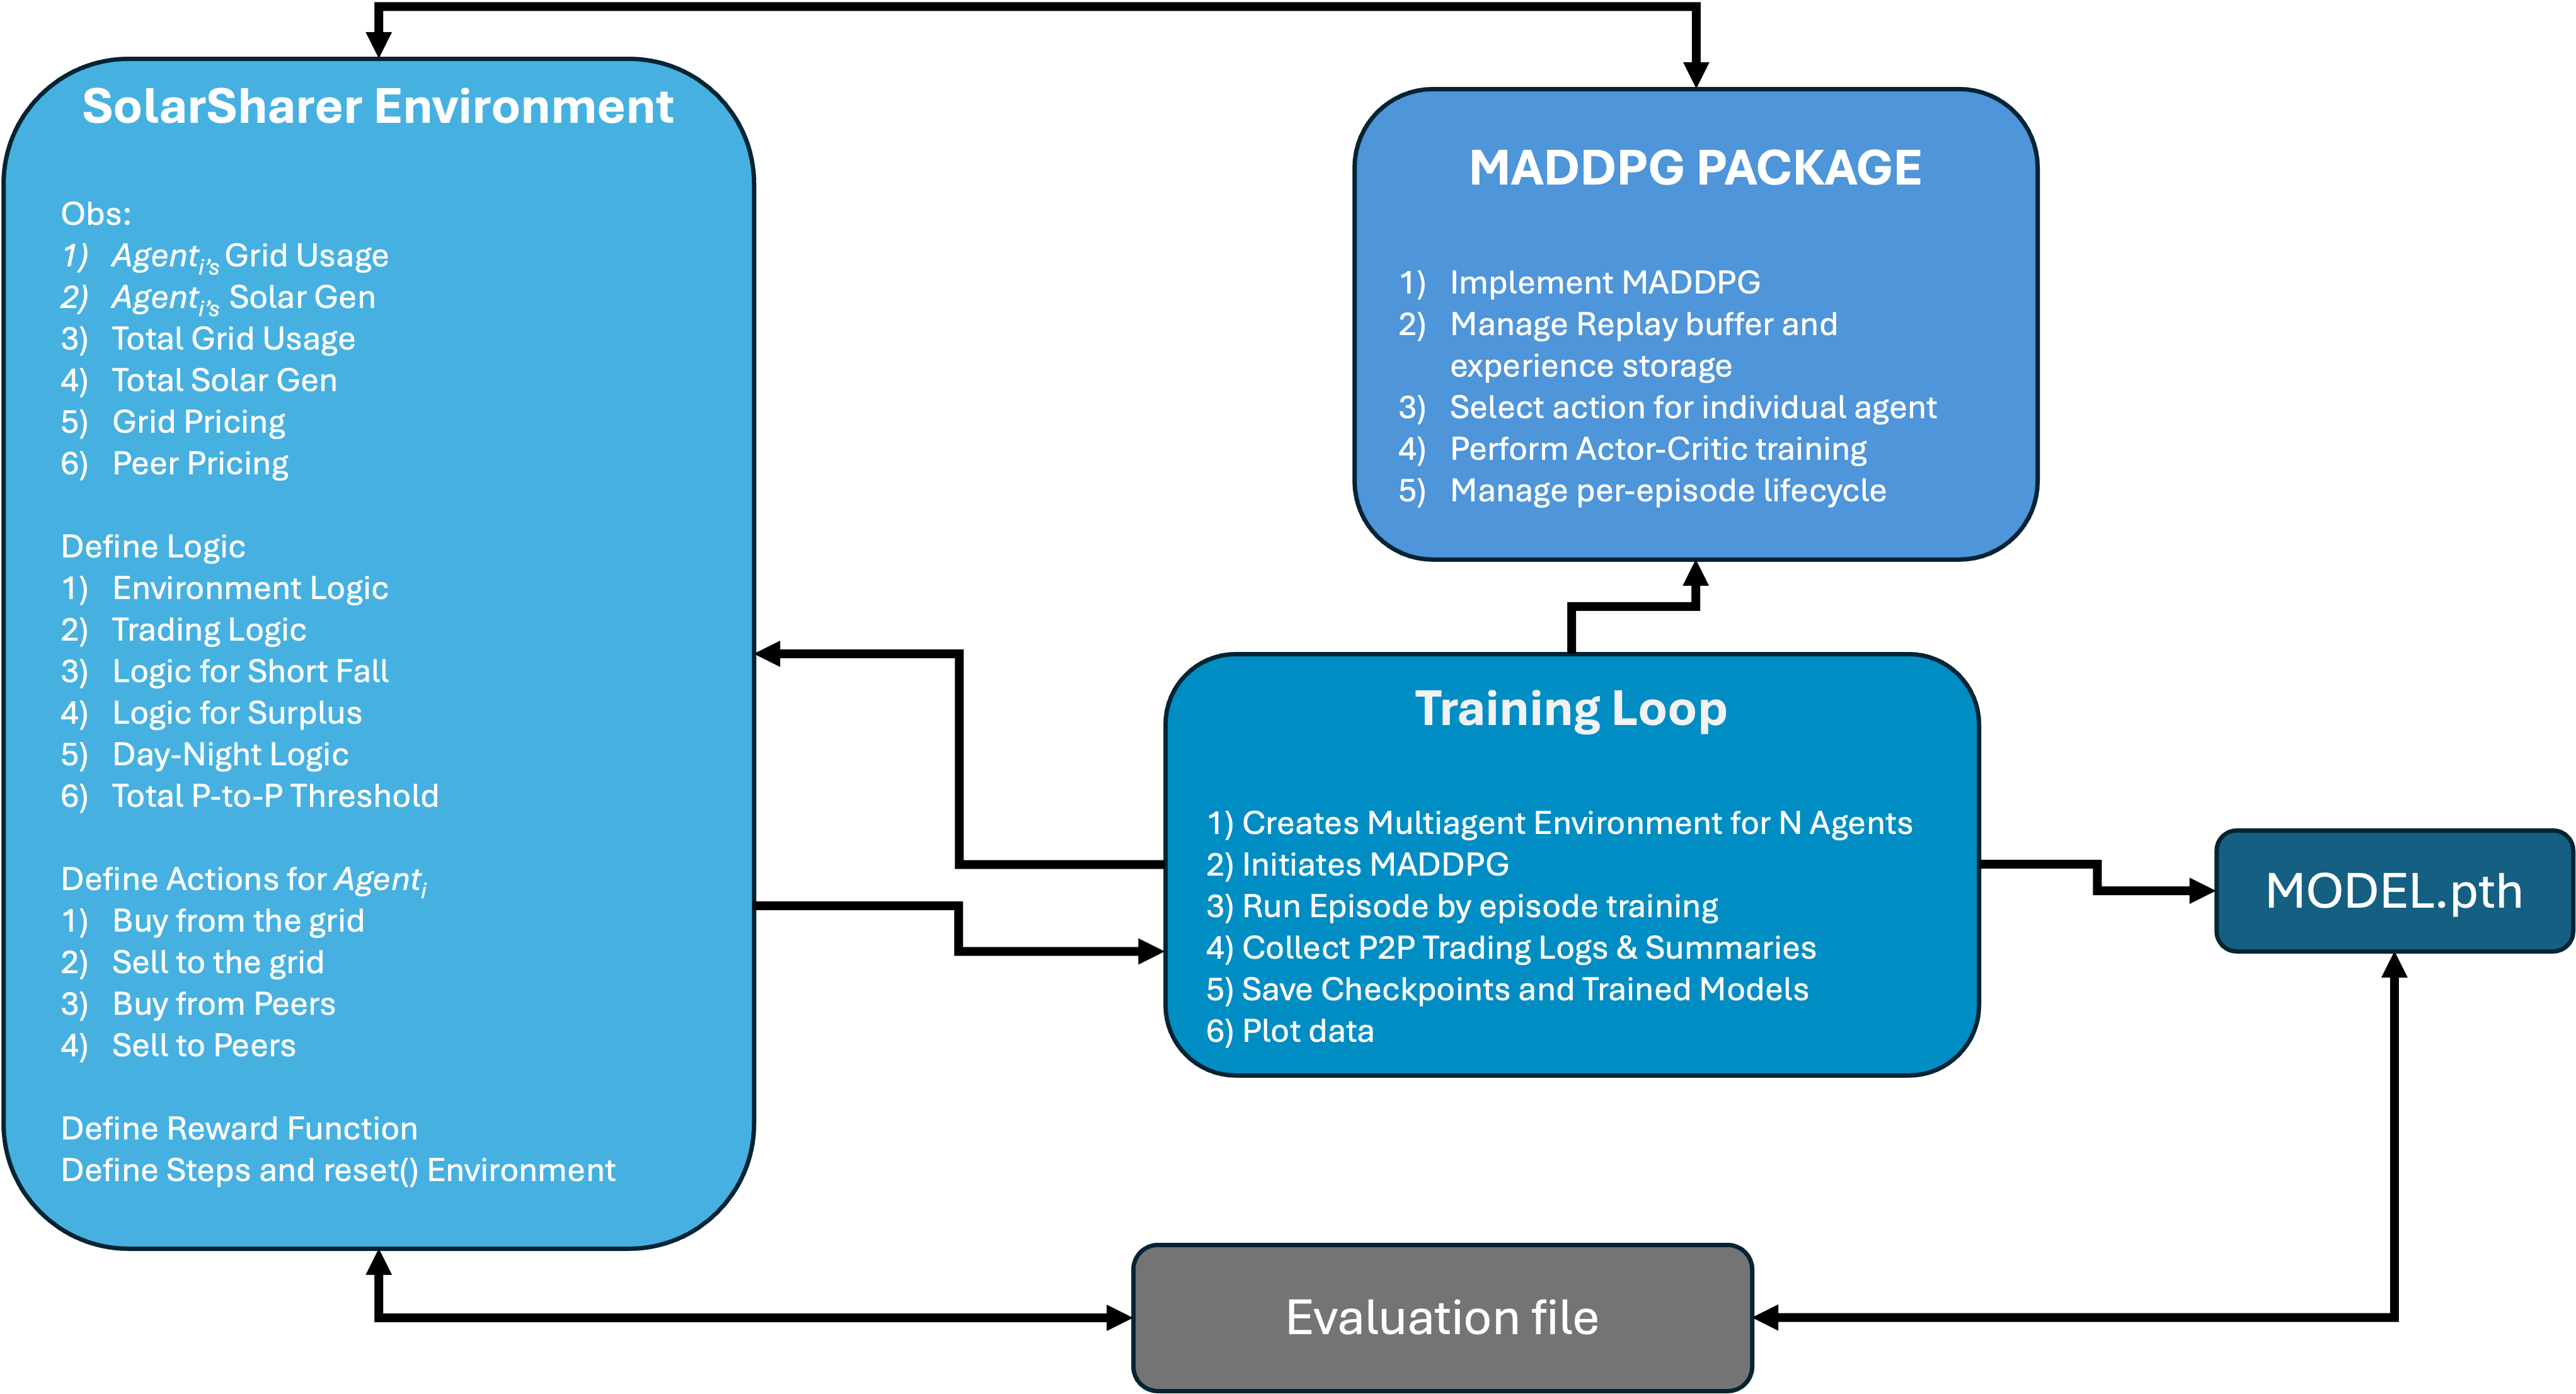 SolarSharer Environment
Obs:
1) Agenti’s Grid Usage
2) Agenti’s Solar Gen
3) Total Grid Usage
4) Total Solar Gen
5) Grid Pricing
6) Peer Pricing
Define Logic
1) Environment Logic
2) Trading Logic
3) Logic for Short Fall
4) Logic for Surplus
5) Day-Night Logic
6) Total P-to-P Threshold
Define Actions for Agenti
1) Buy from the grid
2) Sell to the grid
3) Buy from Peers
4) Sell to Peers
Define Reward Function
Define Steps and reset() Environment
MADDPG PACKAGE
1) Implement MADDPG
2) Manage Replay buffer and
experience storage
3) Select action for individual agent
4) Perform Actor-Critic training
5) Manage per-episode lifecycle
Training Loop
1) Creates Multiagent Environment for N Agents
2) Initiates MADDPG
3) Run Episode by episode training
4) Collect P2P Trading Logs & Summaries
5) Save Checkpoints and Trained Models
6) Plot data
MODEL.pth
Evaluation file